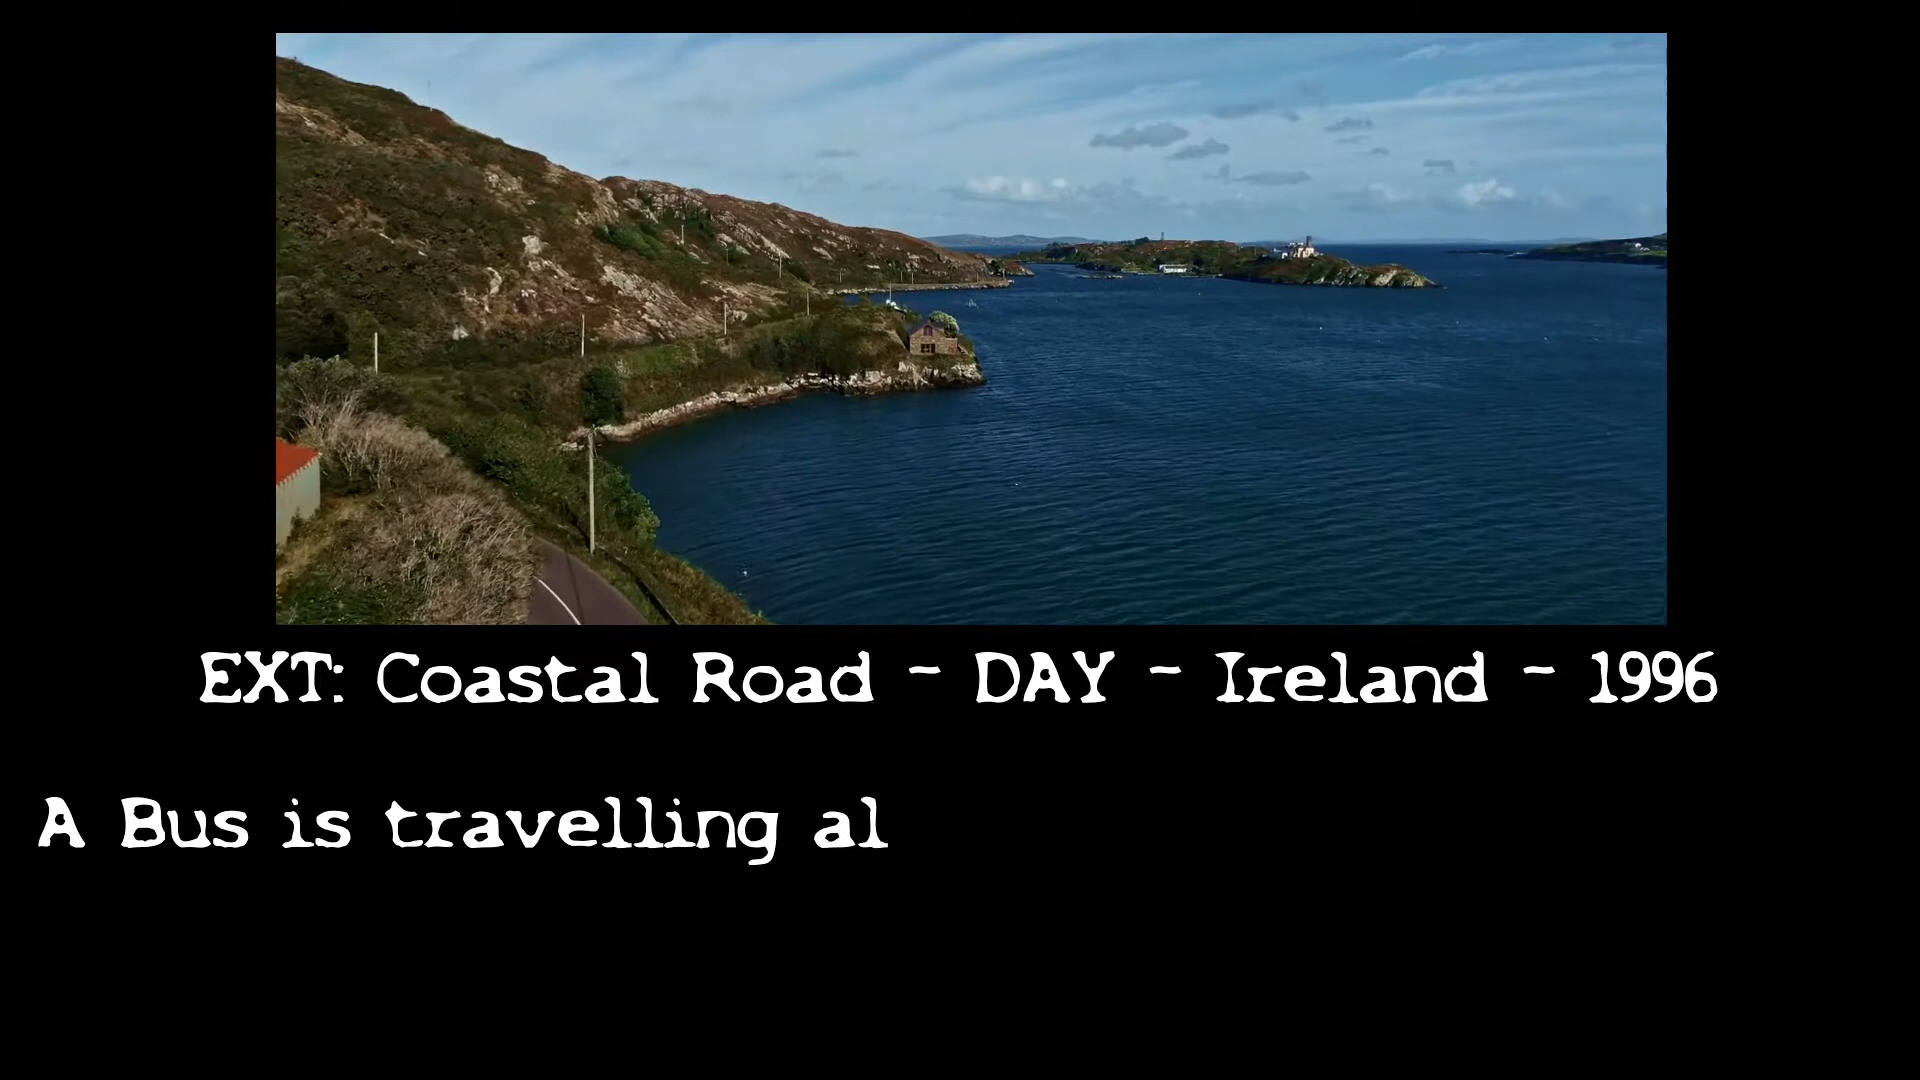 EXT: Coastal Road - DAY - Ireland - 1996
A Bus is travelling al